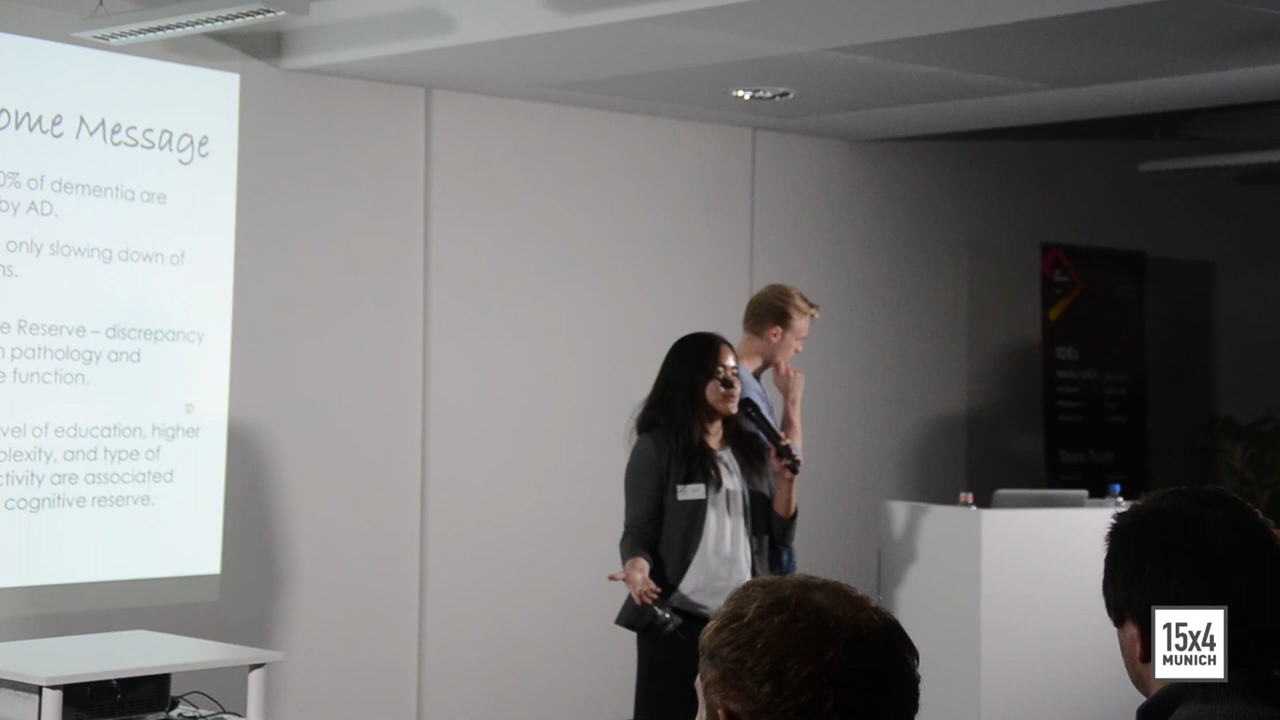 ome Message
0% of dementia are
by AD.
only slowing down of
ns.
e Reserve – discrepancy
n pathology and
e function.
vel of education, higher
plexity, and type of
ctivity are associated
cognitive reserve.
IDEs
15x4
MUNICH